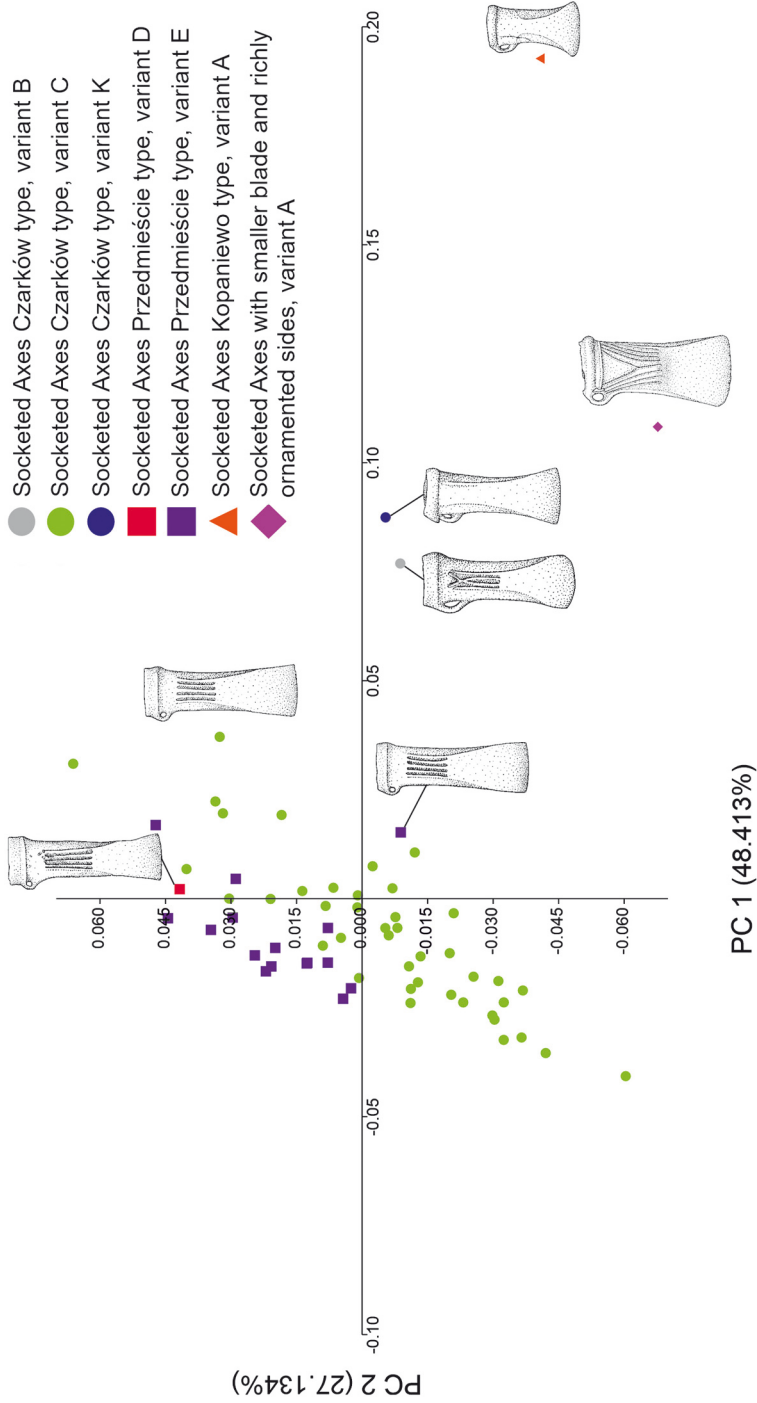 Socketed Axes Czarków type, variant B
Socketed Axes Czarków type, variant C
Socketed Axes Czarków type, variant K
Socketed Axes Przedmieście type, variant D
Socketed Axes Przedmieście type, variant E
Socketed Axes Kopaniewo type, variant A
Socketed Axes with smaller blade and richly
ornamented sides, variant A
0.060
0.045
0.030
0.015
0.000
-0.015
-0.030
-0.045
-0.060
-0.10
-0.05
0.05
0.10
0.15
0.20
PC 2 (27.134%)
PC 1 (48.413%)